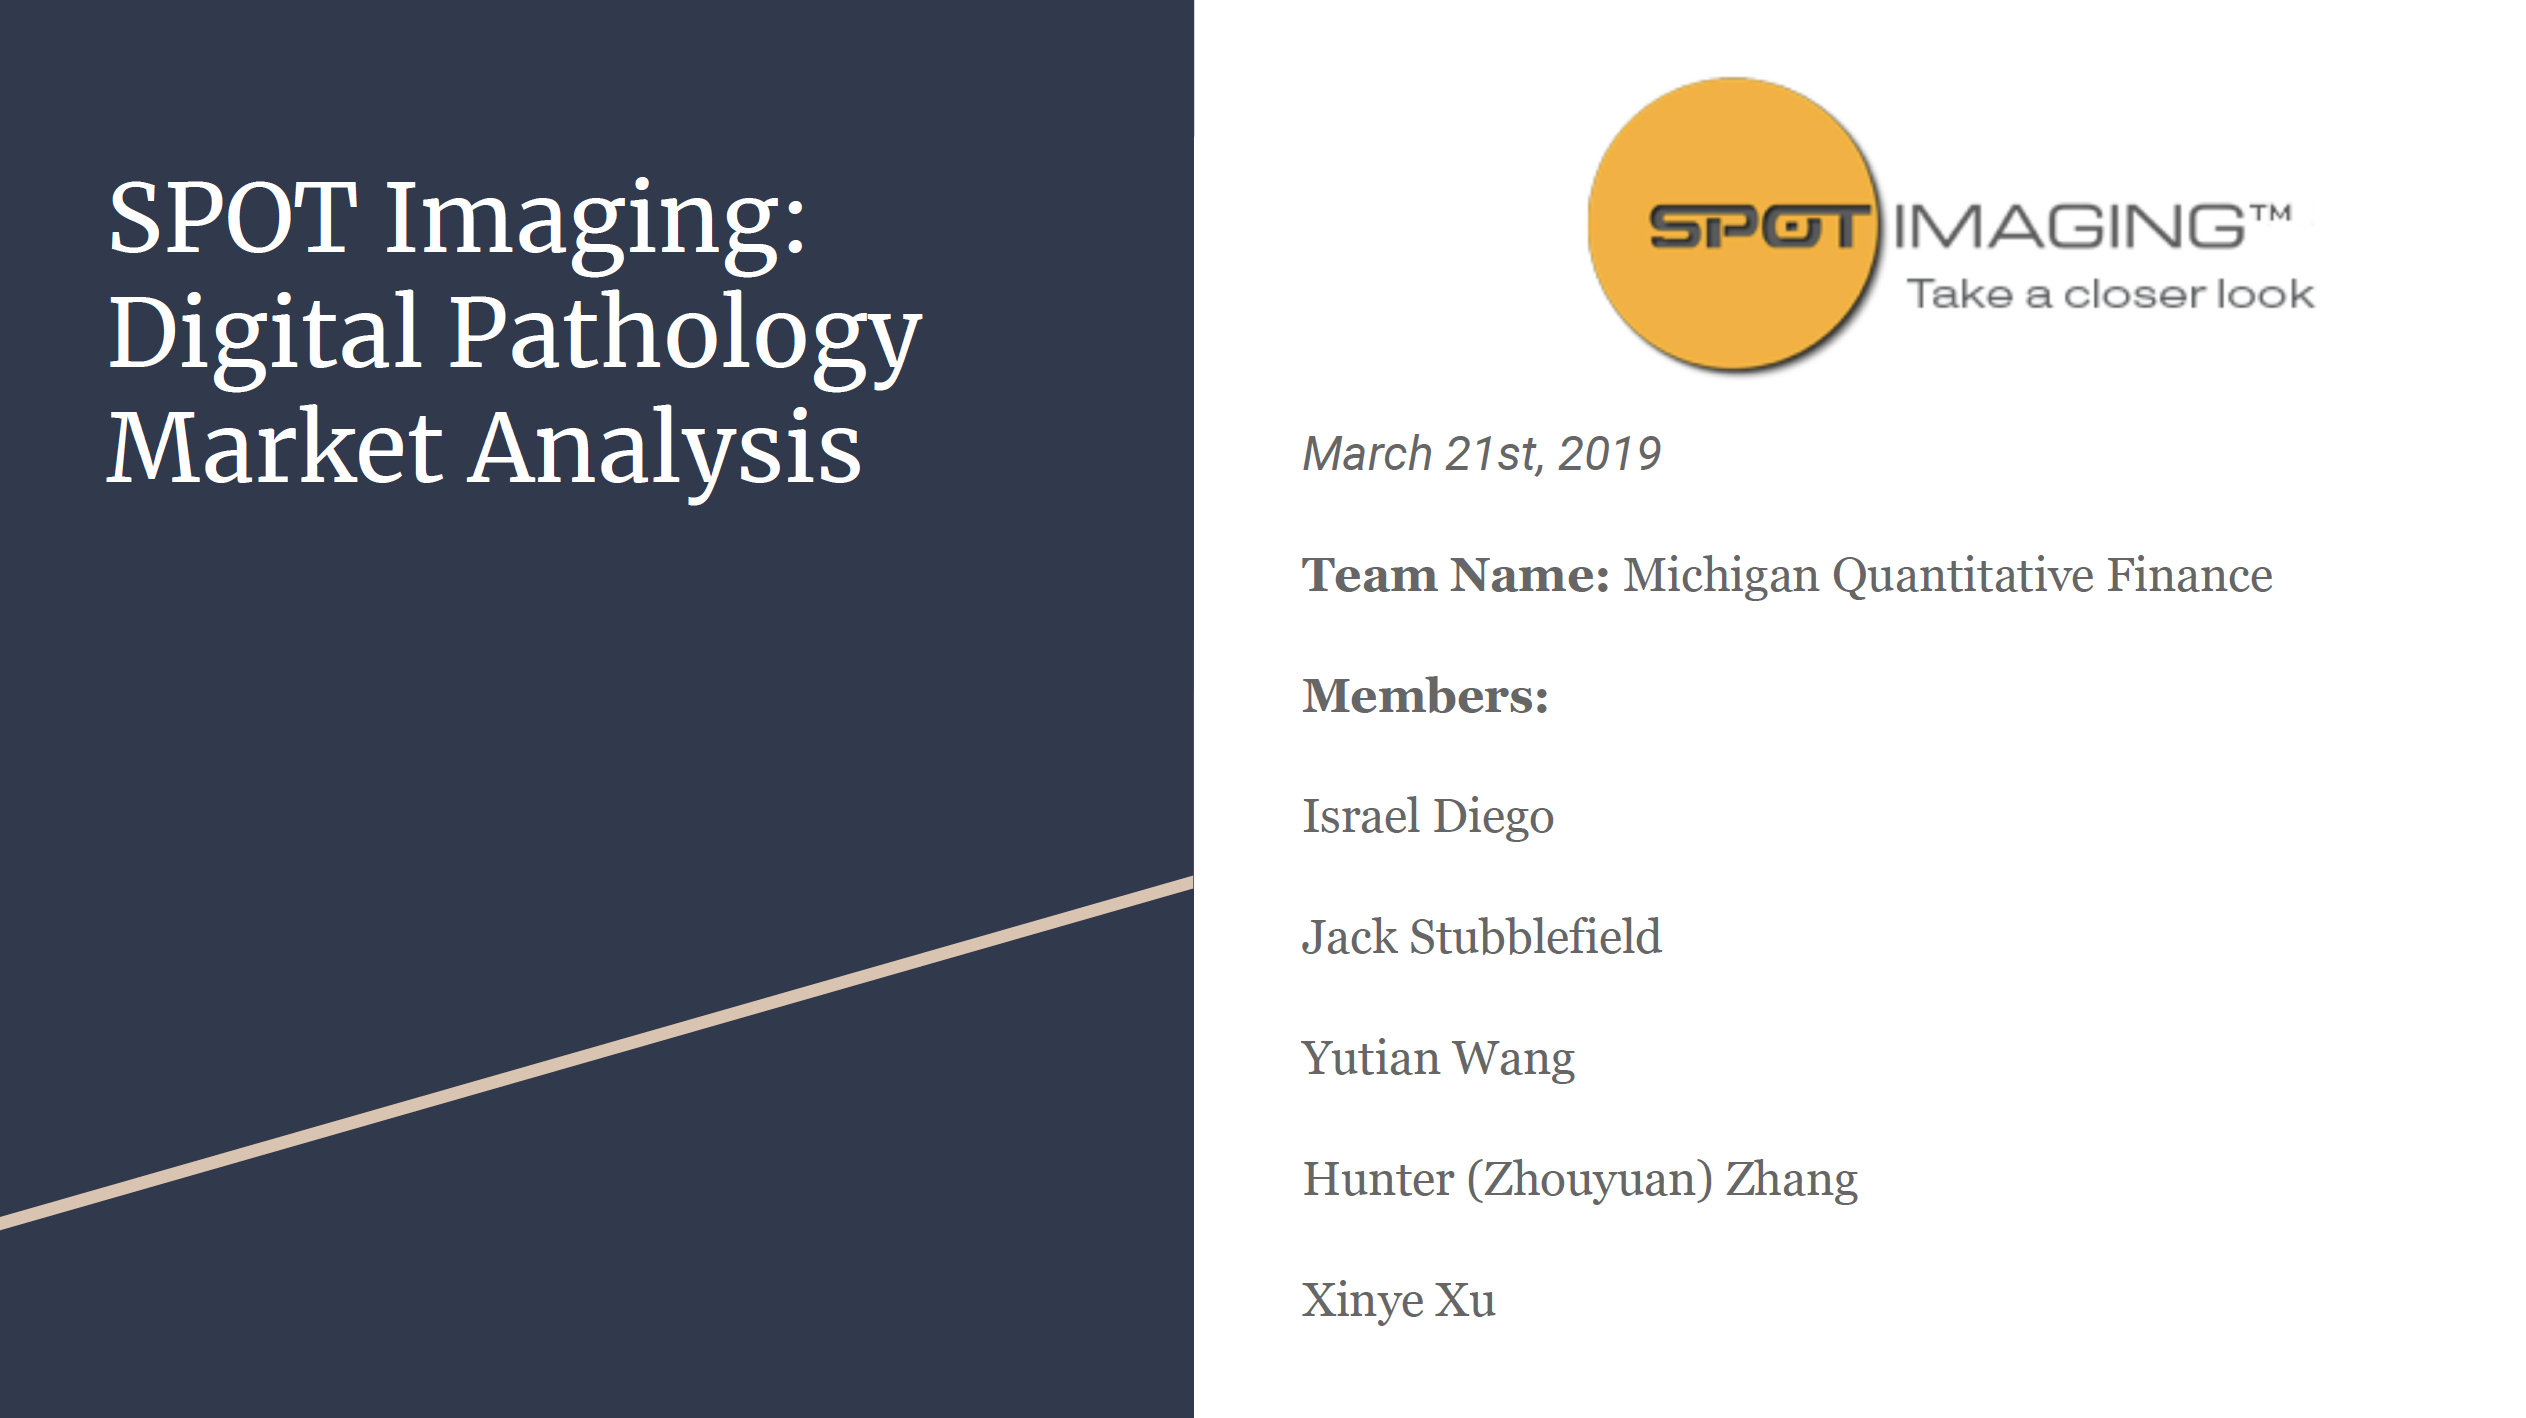 SPOT Imaging:
Digital Pathology
Market Analysis
SPOT IMAGING™
Take a closer look
March 21st, 2019
Team Name: Michigan Quantitative Finance
Members:
Israel Diego
Jack Stubblefield
Yutian Wang
Hunter (Zhouyuan) Zhang
Xinye Xu